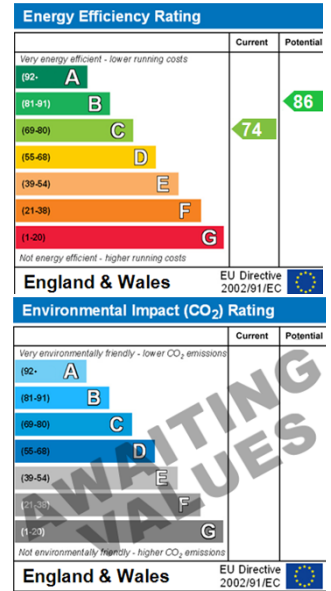 Energy Efficiency Rating
Current Potential
Very energy efficient - lower running costs
(92- A
(81-91) B 86
(69-80) C 74
(55-68) D
(39-54) E
(21-38) F
(1-20) G
Not energy efficient - higher running costs
England & Wales EU Directive
2002/91/EC
Environmental Impact (CO2) Rating
Current Potential
Very environmentally friendly - lower CO2 emissions
(92- A
(81-91) B
(69-80) C
(55-68) D
(39-54) E
(21-38) F
(1-20) G
AWAITING
VALUES
Not environmentally friendly - higher CO2 emissions
England & Wales EU Directive
2002/91/EC